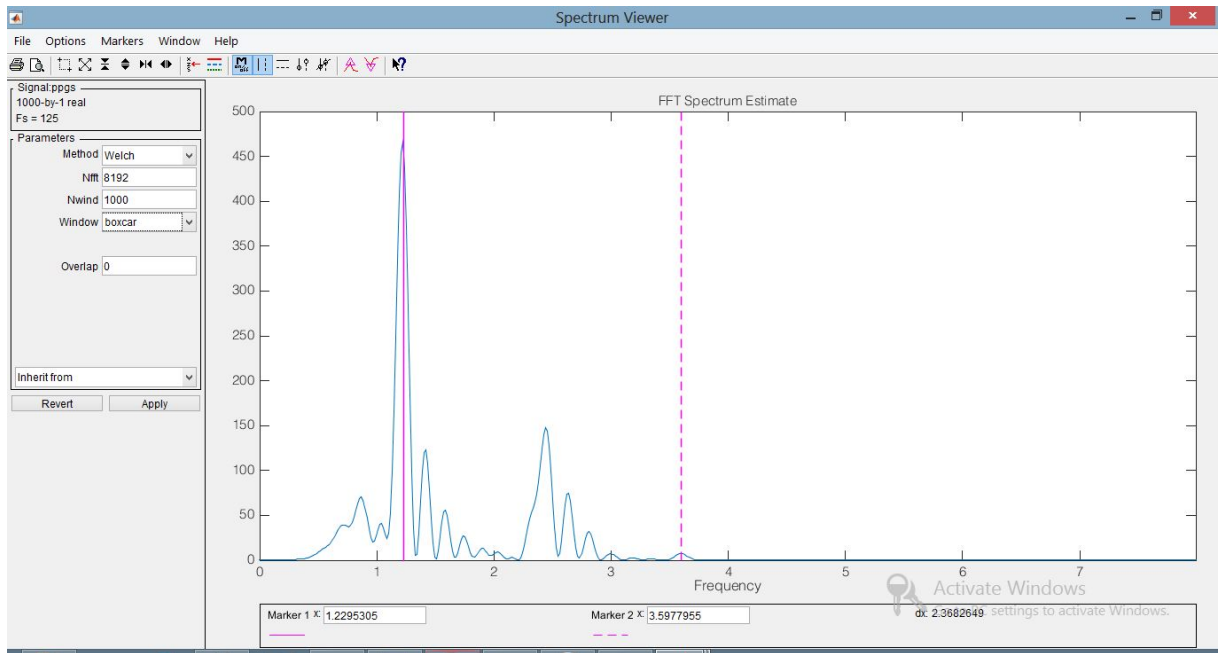 Spectrum Viewer
File Options Markers Window Help
Signal:ppgs
1000-by-1 real
Fs = 125
Parameters
Method Welch
Nfft 8192
Nwind 1000
Window boxcar
Overlap 0
Inherit from
Revert Apply
FFT Spectrum Estimate
500
450
400
350
300
250
200
150
100
50
0
0 1 2 3 4 5 6 7
Frequency
Activate Windows
settings to activate Windows.
Marker 1 X: 1.2295305
Marker 2 X: 3.5977955
dx: 2.3682649